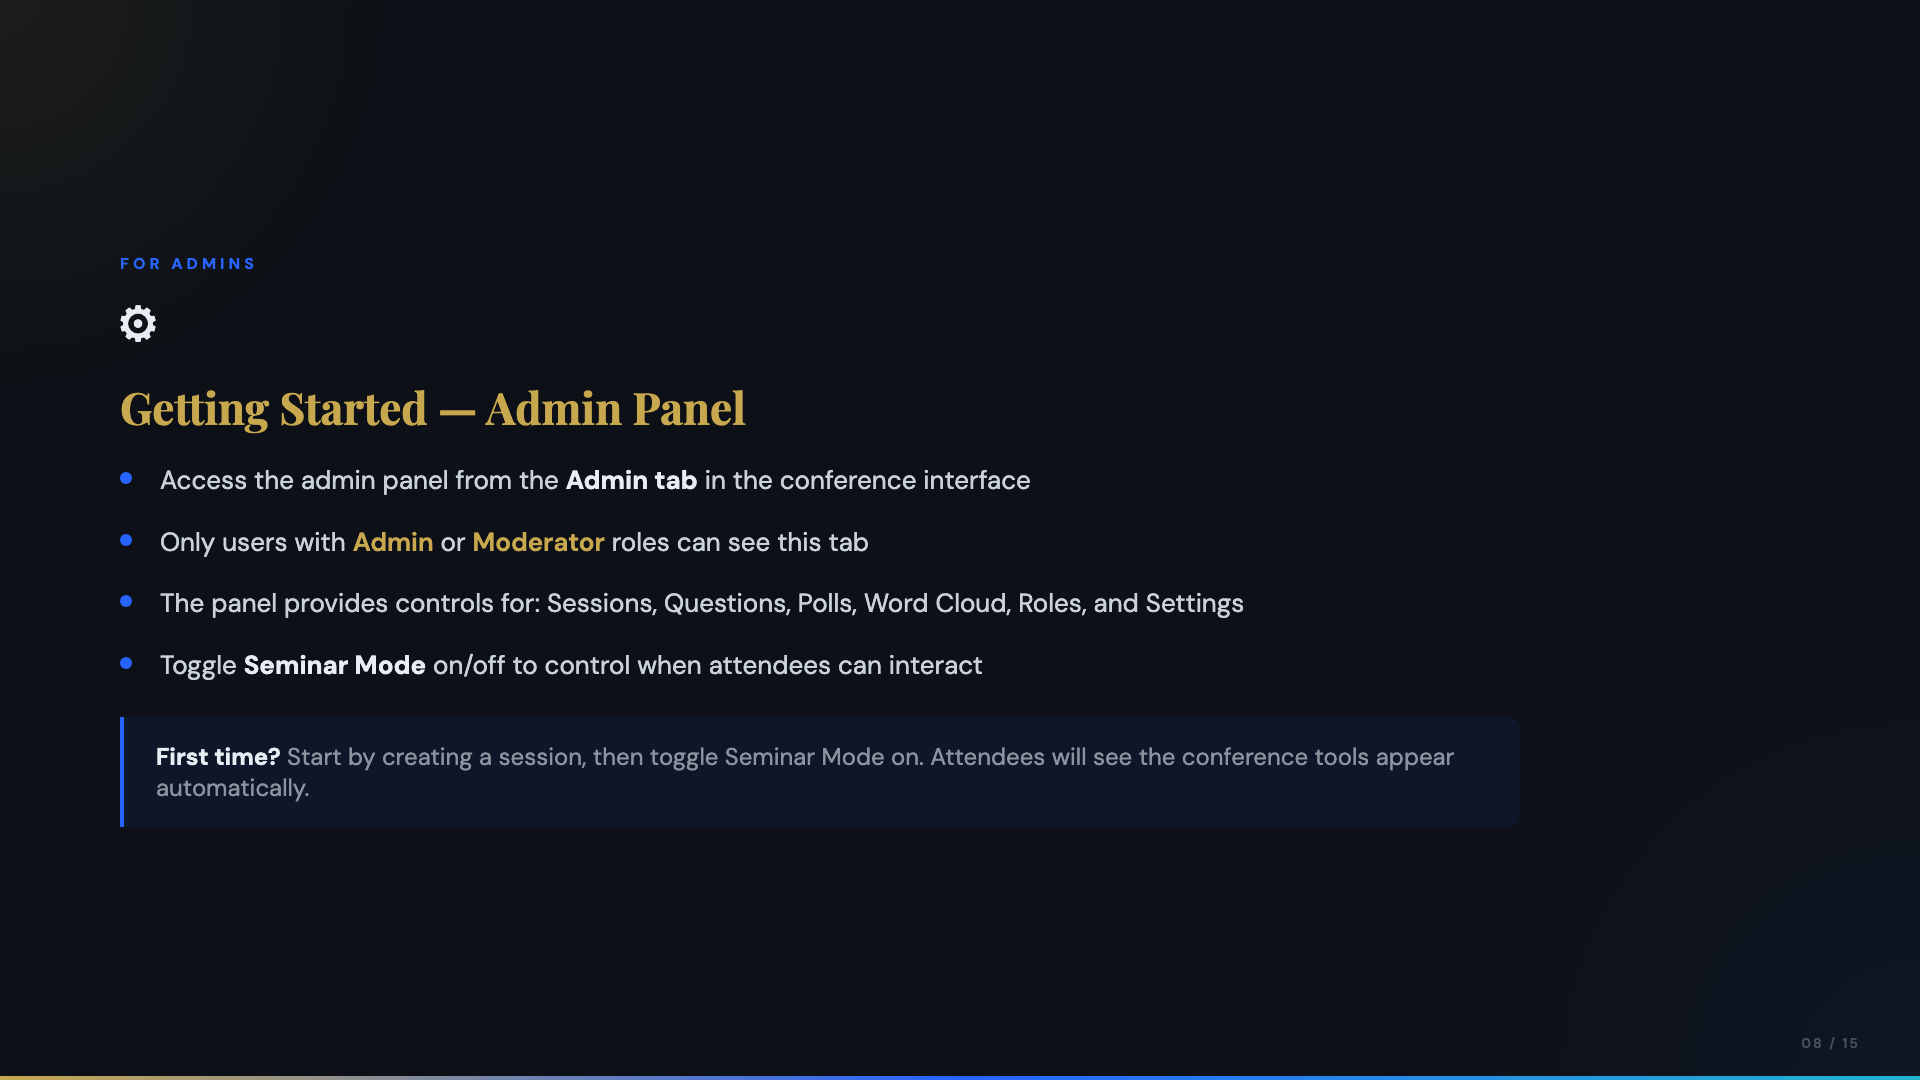 FOR ADMINS
Getting Started — Admin Panel
Access the admin panel from the Admin tab in the conference interface
Only users with Admin or Moderator roles can see this tab
The panel provides controls for: Sessions, Questions, Polls, Word Cloud, Roles, and Settings
Toggle Seminar Mode on/off to control when attendees can interact
First time? Start by creating a session, then toggle Seminar Mode on. Attendees will see the conference tools appear
automatically.
08 / 15